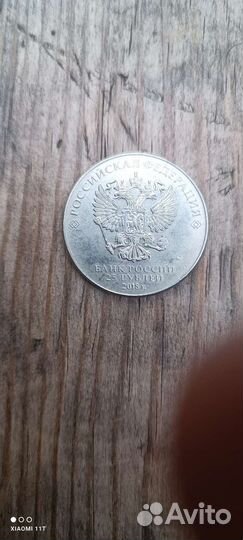 РОССИЙСКАЯ ФЕДЕРАЦИЯ
БАНК РОССИИ
25 РУБЛЕЙ
2018 г.
XIAOMI 11T
Avito